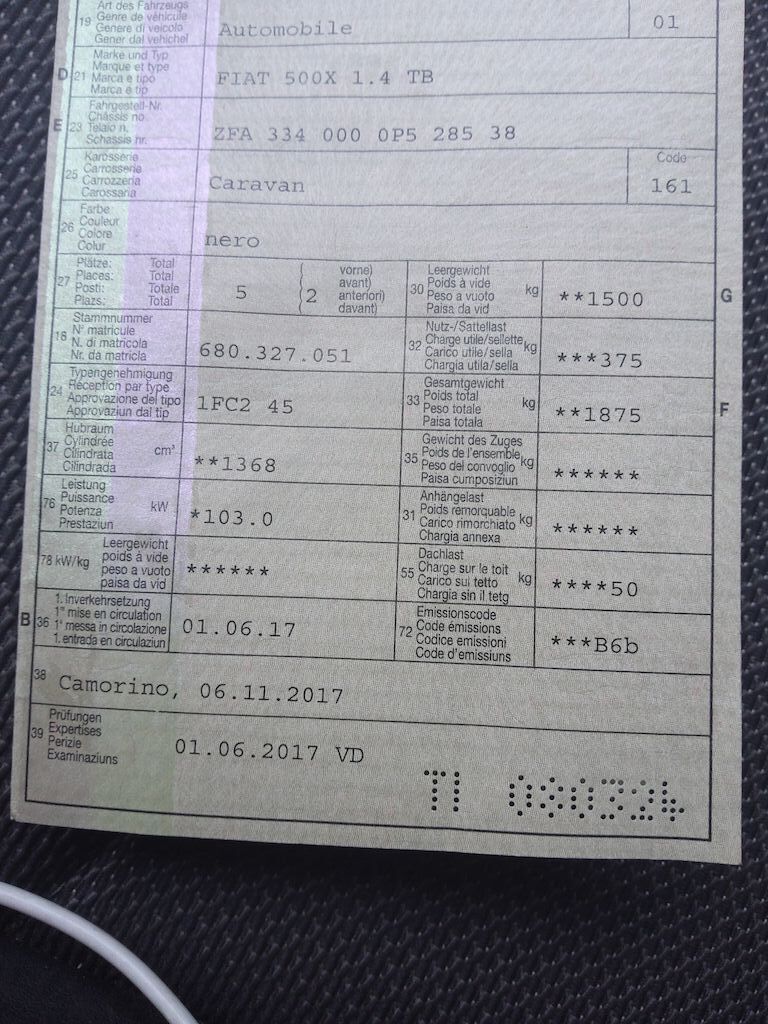 Art des Fahrzeugs
19 Genre de véhicule
Genere di veicolo
Gener dal vehichel
Automobile
01
D 21 Marke und Typ
Marque et type
Marca e tipo
Marca e tip
FIAT 500X 1.4 TB
E 23 Fahrgestell-Nr.
Châssis no
Telaio n.
Schassis nr.
ZFA 334 000 0P5 285 38
25 Karosserie
Carrosserie
Carrozzeria
Carossaria
Caravan
Code
161
26 Farbe
Couleur
Colore
Colur
nero
27 Plätze: Total
Places: Total
Posti: Totale
Plazs: Total
5
2
vorne)
avant)
anteriori)
davant)
30 Leergewicht
Poids à vide
Peso a vuoto
Paisa da vid
kg
**1500
G
18 Stammnummer
N° matricule
N. di matricola
Nr. da matricla
680.327.051
32 Nutz-/Sattellast
Charge utile/sellette
Carico utile/sella
Chargia utila/sella
kg
***375
24 Typengenehmigung
Réception par type
Approvazione del tipo
Approvaziun dal tip
1FC2 45
33 Gesamtgewicht
Poids total
Peso totale
Paisa totala
kg
**1875
F
37 Hubraum
Cylindrée
Cilindrata
Cilindrada
cm³
**1368
35 Gewicht des Zuges
Poids de l'ensemble
Peso del convoglio
Paisa cumposiziun
kg
******
76 Leistung
Puissance
Potenza
Prestaziun
kW
*103.0
31 Anhängelast
Poids remorquable
Carico rimorchiato
Chargia annexa
kg
******
78 kW/kg
Leergewicht
poids à vide
peso a vuoto
paisa da vid
******
55 Dachlast
Charge sur le toit
Carico sul tetto
Chargia sin il tetg
kg
****50
B 36 1. Inverkehrsetzung
1re mise en circulation
1a messa in circolazione
1. entrada en circulaziun
01.06.17
72 Emissionscode
Code émissions
Codice emissioni
Code d'emissiuns
***B6b
38 Camorino, 06.11.2017
39 Prüfungen
Expertises
Perizie
Examinaziuns
01.06.2017 VD
TI 080324